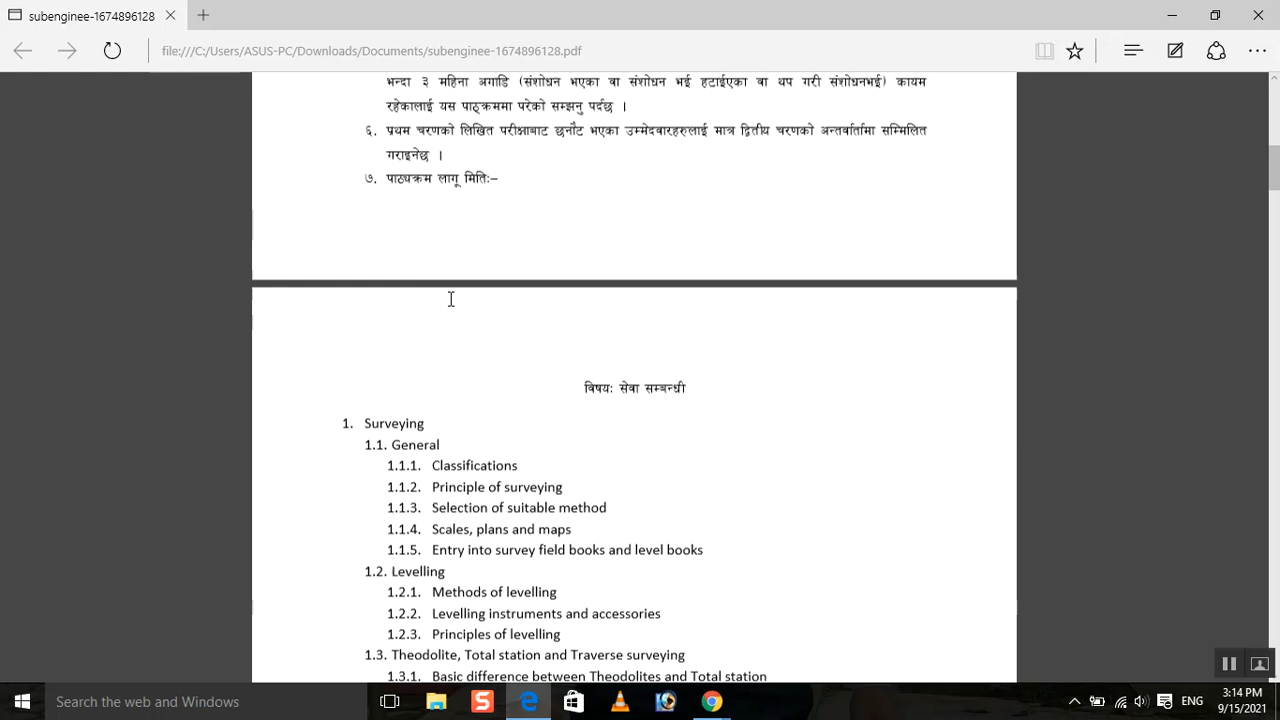 subenginee-1674896128
file:///C:/Users/ASUS-PC/Downloads/Documents/subenginee-1674896128.pdf
भन्दा ३ महिना अगाडि (संशोधन भएका वा संशोधन भई हटाईएका वा थप गरी संशोधनभई) कायम
रहेकालाई यस पाठ्क्रममा परेको सम्झनु पर्दछ ।
६. प्रथम चरणको लिखित परीक्षाबाट छनौट भएका उम्मेदवारहरुलाई मात्र द्वितीय चरणको अन्तर्वार्तामा सम्मिलित
गराइनेछ ।
७. पाठ्यक्रम लागू मितिः–
विषयः सेवा सम्बन्धी
1. Surveying
1.1. General
1.1.1. Classifications
1.1.2. Principle of surveying
1.1.3. Selection of suitable method
1.1.4. Scales, plans and maps
1.1.5. Entry into survey field books and level books
1.2. Levelling
1.2.1. Methods of levelling
1.2.2. Levelling instruments and accessories
1.2.3. Principles of levelling
1.3. Theodolite, Total station and Traverse surveying
1.3.1. Basic difference between Theodolites and Total station
Search the web and Windows
ENG
3:14 PM
9/15/2021